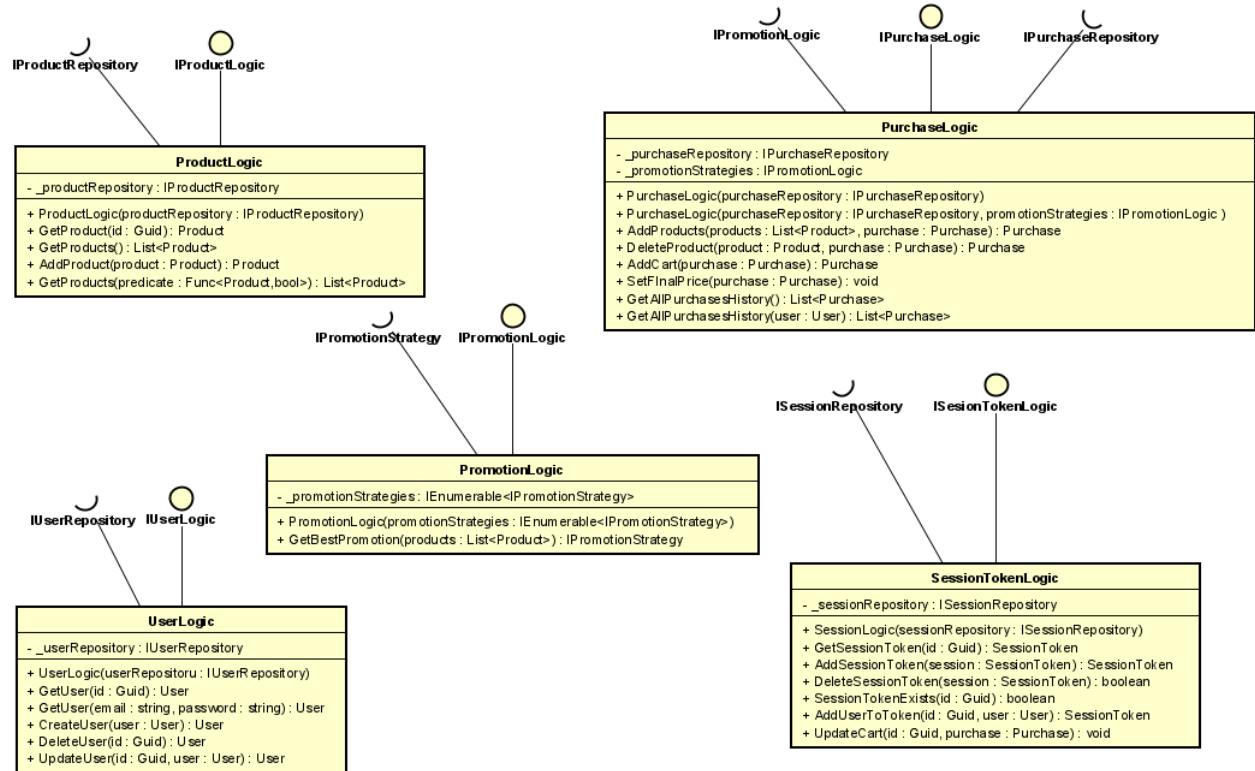 IProductRepository
IProductLogic
ProductLogic
- _productRepository : IProductRepository
+ ProductLogic(productRepository : IProductRepository)
+ GetProduct(id : Guid) : Product
+ GetProducts() : List<Product>
+ AddProduct(product : Product) : Product
+ GetProducts(predicate : Func<Product,bool>) : List<Product>
IPromotionLogic
IPurchaseLogic
IPurchaseRepository
PurchaseLogic
- _purchaseRepository : IPurchaseRepository
- _promotionStrategies : IPromotionLogic
+ PurchaseLogic(purchaseRepository : IPurchaseRepository)
+ PurchaseLogic(purchaseRepository : IPurchaseRepository, promotionStrategies : IPromotionLogic )
+ AddProducts(products : List<Product>, purchase : Purchase) : Purchase
+ DeleteProduct(product : Product, purchase : Purchase) : Purchase
+ AddCart(purchase : Purchase) : Purchase
+ SetFInalPrice(purchase : Purchase) : void
+ GetAllPurchasesHistory() : List<Purchase>
+ GetAllPurchasesHistory(user : User) : List<Purchase>
IPromotionStrategy
IPromotionLogic
PromotionLogic
- _promotionStrategies : IEnumerable<IPromotionStrategy>
+ PromotionLogic(promotionStrategies : IEnumerable<IPromotionStrategy>)
+ GetBestPromotion(products : List<Product>) : IPromotionStrategy
ISessionRepository
ISesionTokenLogic
SessionTokenLogic
- _sessionRepository : ISessionRepository
+ SessionLogic(sessionRepository : ISessionRepository)
+ GetSessionToken(id : Guid) : SessionToken
+ AddSessionToken(session : SessionToken) : SessionToken
+ DeleteSessionToken(session : SessionToken) : boolean
+ SessionTokenExists(id : Guid) : boolean
+ AddUserToToken(id : Guid, user : User) : SessionToken
+ UpdateCart(id : Guid, purchase : Purchase) : void
IUserRepository
IUserLogic
UserLogic
- _userRepository : IUserRepository
+ UserLogic(userRepositoru : IUserRepository)
+ GetUser(id : Guid) : User
+ GetUser(email : string, password : string) : User
+ CreateUser(user : User) : User
+ DeleteUser(id : Guid) : User
+ UpdateUser(id : Guid, user : User) : User